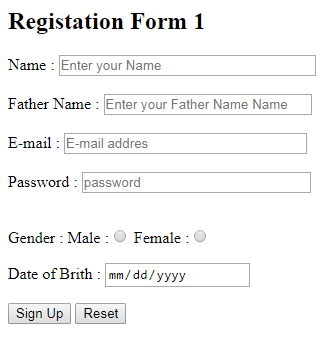 Registation Form 1
Name : Enter your Name
Father Name : Enter your Father Name Name
E-mail : E-mail addres
Password : password
Gender : Male : Female :
Date of Brith : mm/dd/yyyy
Sign Up Reset